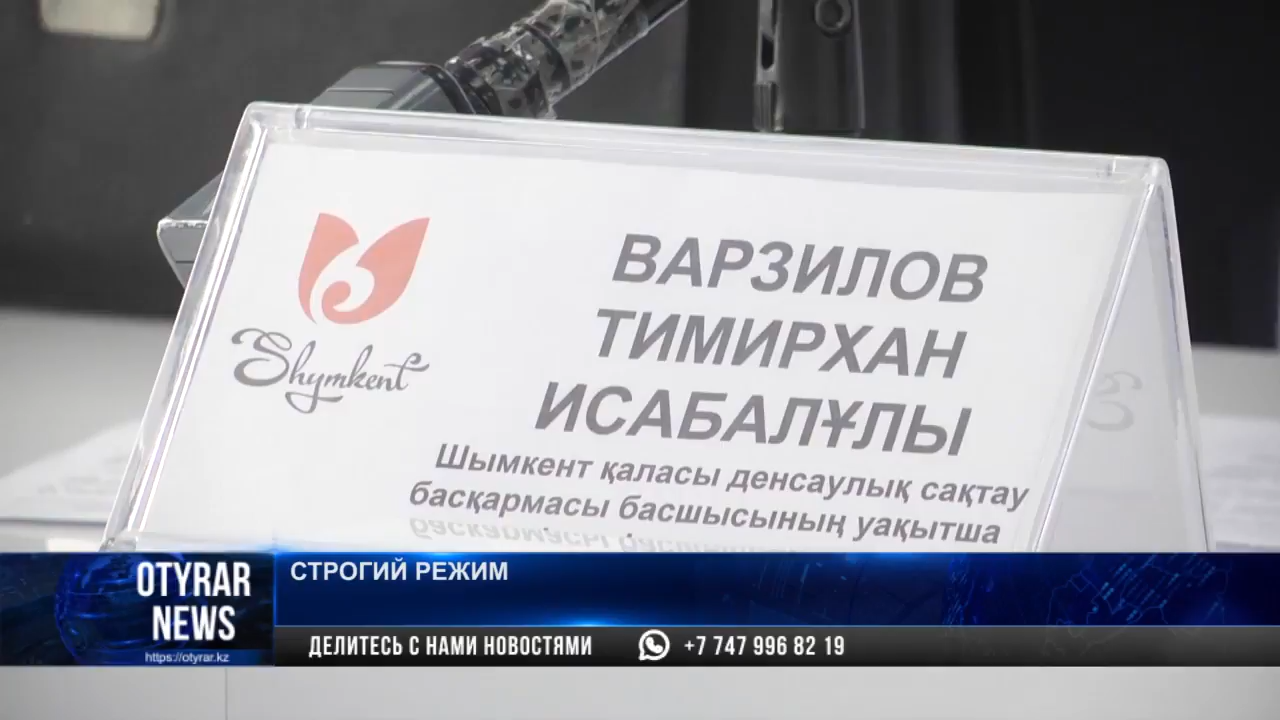 Shymkent
ВАРЗИЛОВ
ТИМИРХАН
ИСАБАЛҰЛЫ
Шымкент қаласы денсаулық сақтау
басқармасы басшысының уақытша
OTYRAR
NEWS
https://otyrar.kz
СТРОГИЙ РЕЖИМ
ДЕЛИТЕСЬ С НАМИ НОВОСТЯМИ
+7 747 996 82 19